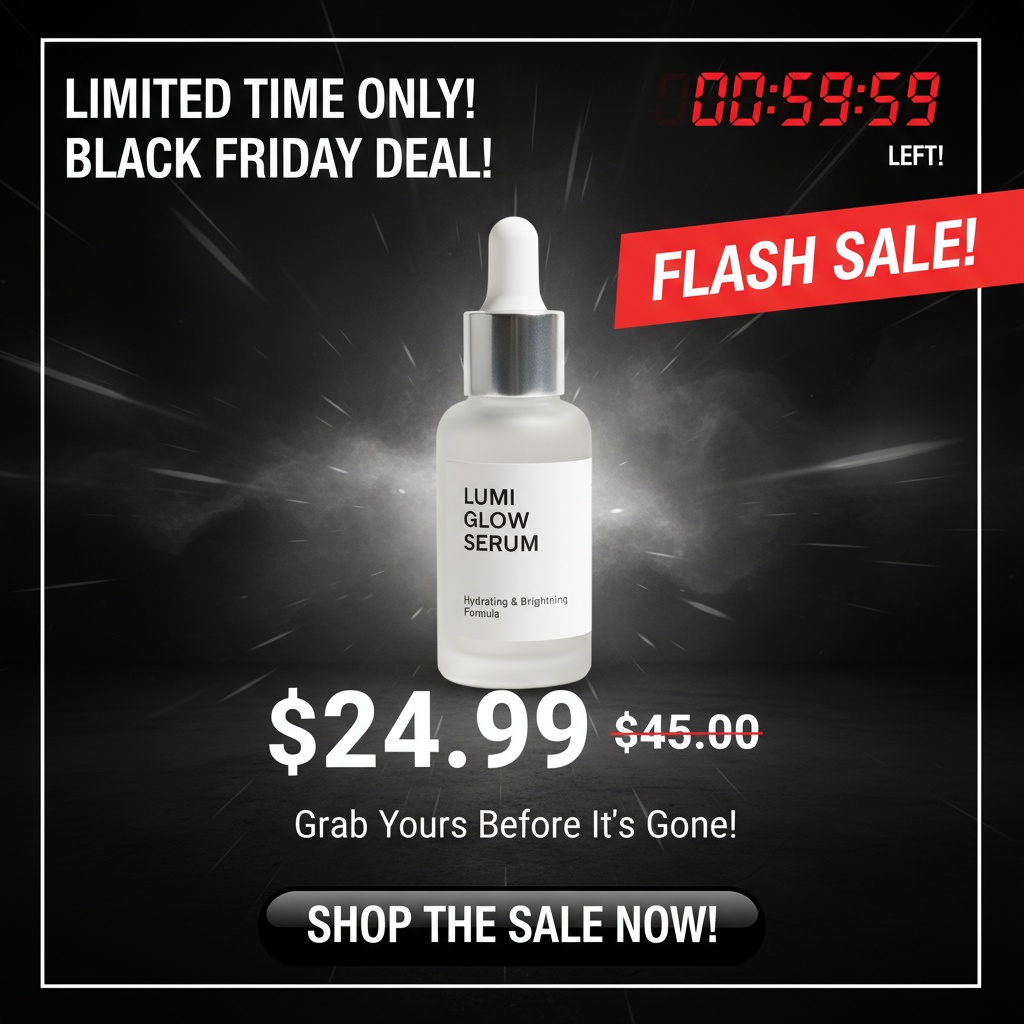 LIMITED TIME ONLY!
BLACK FRIDAY DEAL!
00:59:59
LEFT!
FLASH SALE!
LUMI
GLOW
SERUM
Hydrating & Brightning
Formula
$24.99 $45.00
Grab Yours Before It's Gone!
SHOP THE SALE NOW!